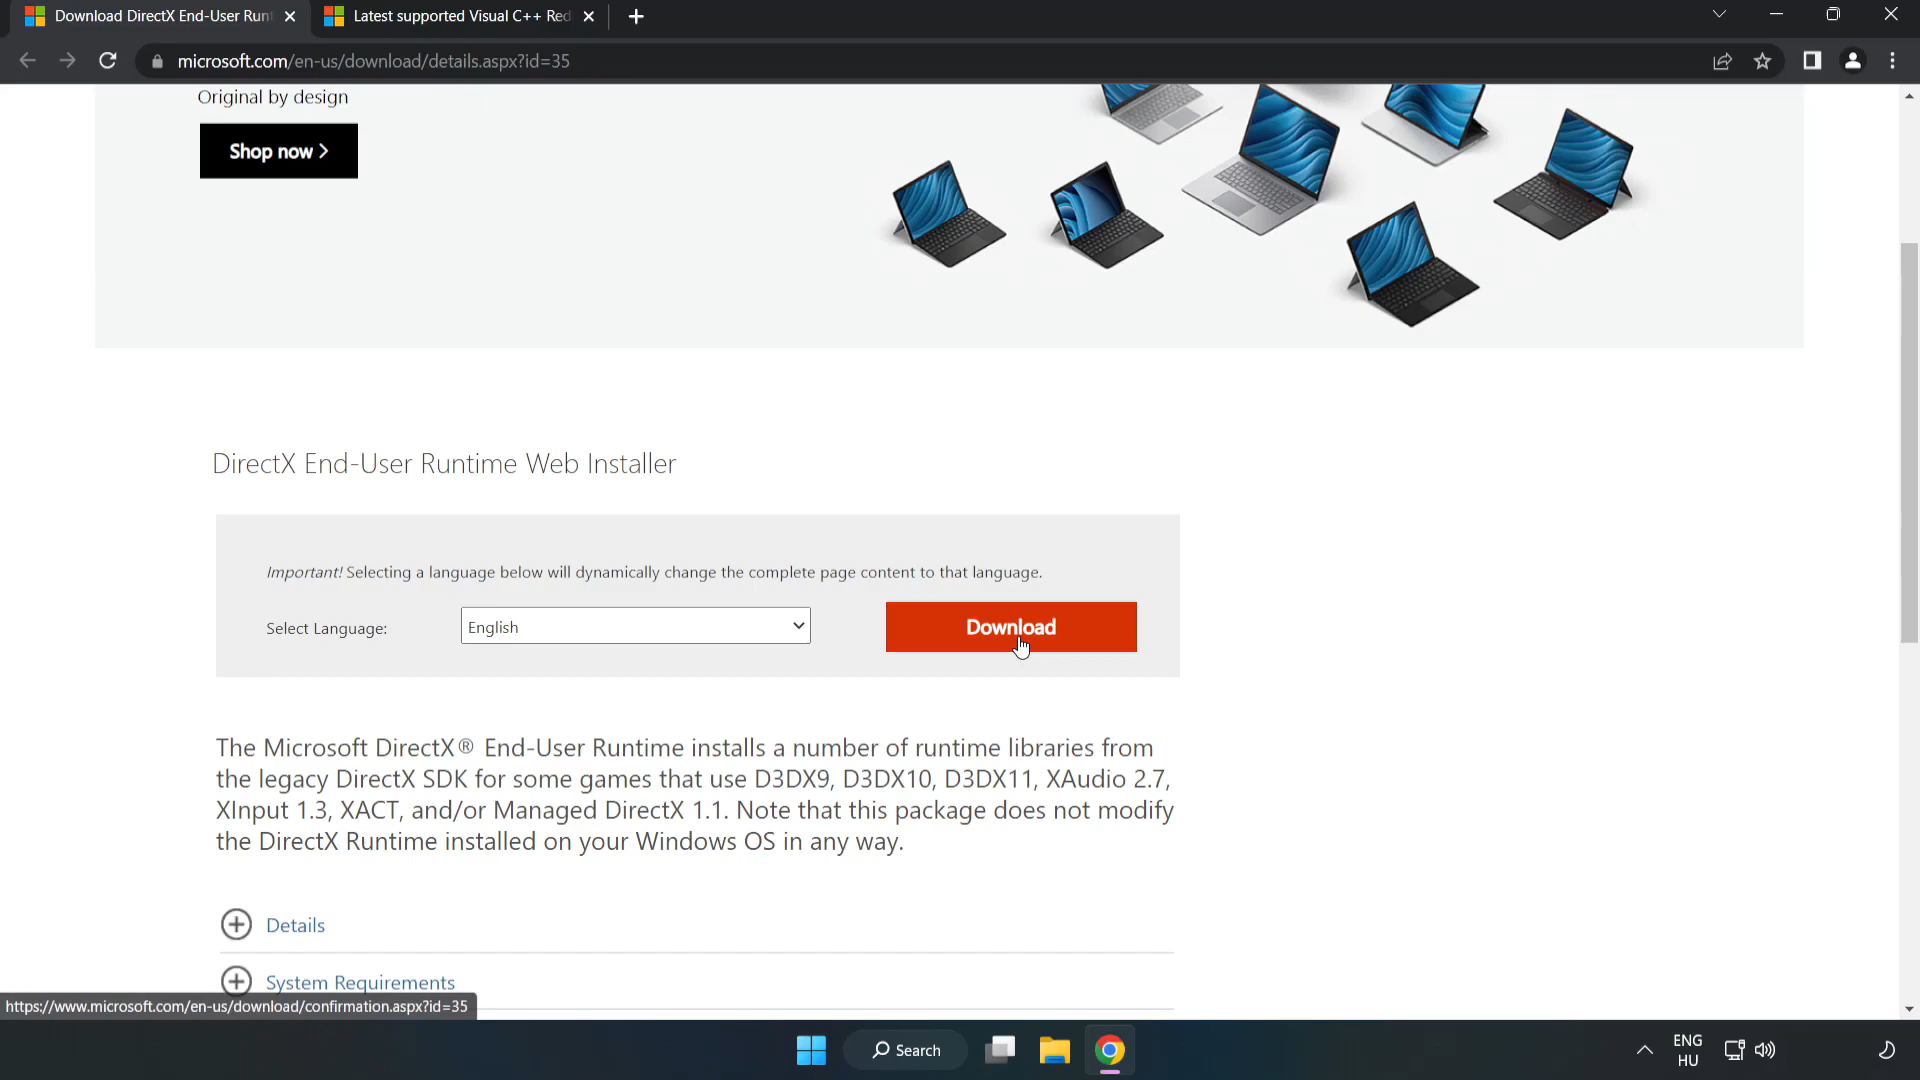 Download DirectX End-User Runt
Latest supported Visual C++ Red
microsoft.com/en-us/download/details.aspx?id=35
Original by design
Shop now >
DirectX End-User Runtime Web Installer
Important! Selecting a language below will dynamically change the complete page content to that language.
Select Language:
English
Download
The Microsoft DirectX® End-User Runtime installs a number of runtime libraries from
the legacy DirectX SDK for some games that use D3DX9, D3DX10, D3DX11, XAudio 2.7,
XInput 1.3, XACT, and/or Managed DirectX 1.1. Note that this package does not modify
the DirectX Runtime installed on your Windows OS in any way.
Details
System Requirements
https://www.microsoft.com/en-us/download/confirmation.aspx?id=35
Search
ENG
HU